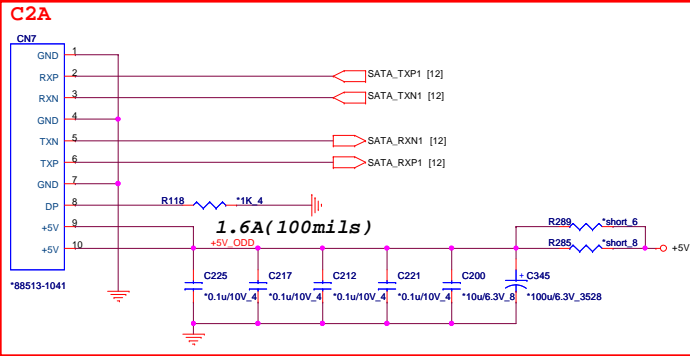 C2A
CN7
GND 1
RXP 2 SATA_TXP1 [12]
RXN 3 SATA_TXN1 [12]
GND 4
TXN 5 SATA_RXN1 [12]
TXP 6 SATA_RXP1 [12]
GND 7
DP 8 R118 *1K_4
1.6A(100mils)
+5V 9 R289 *short_6
+5V 10 +5V_ODD R285 *short_8 +5V
*88513-1041
C225 C217 C212 C221 C200 + C345
*0.1u/10V_4 *0.1u/10V_4 *0.1u/10V_4 *0.1u/10V_4 *10u/6.3V_8 *100u/6.3V_3528